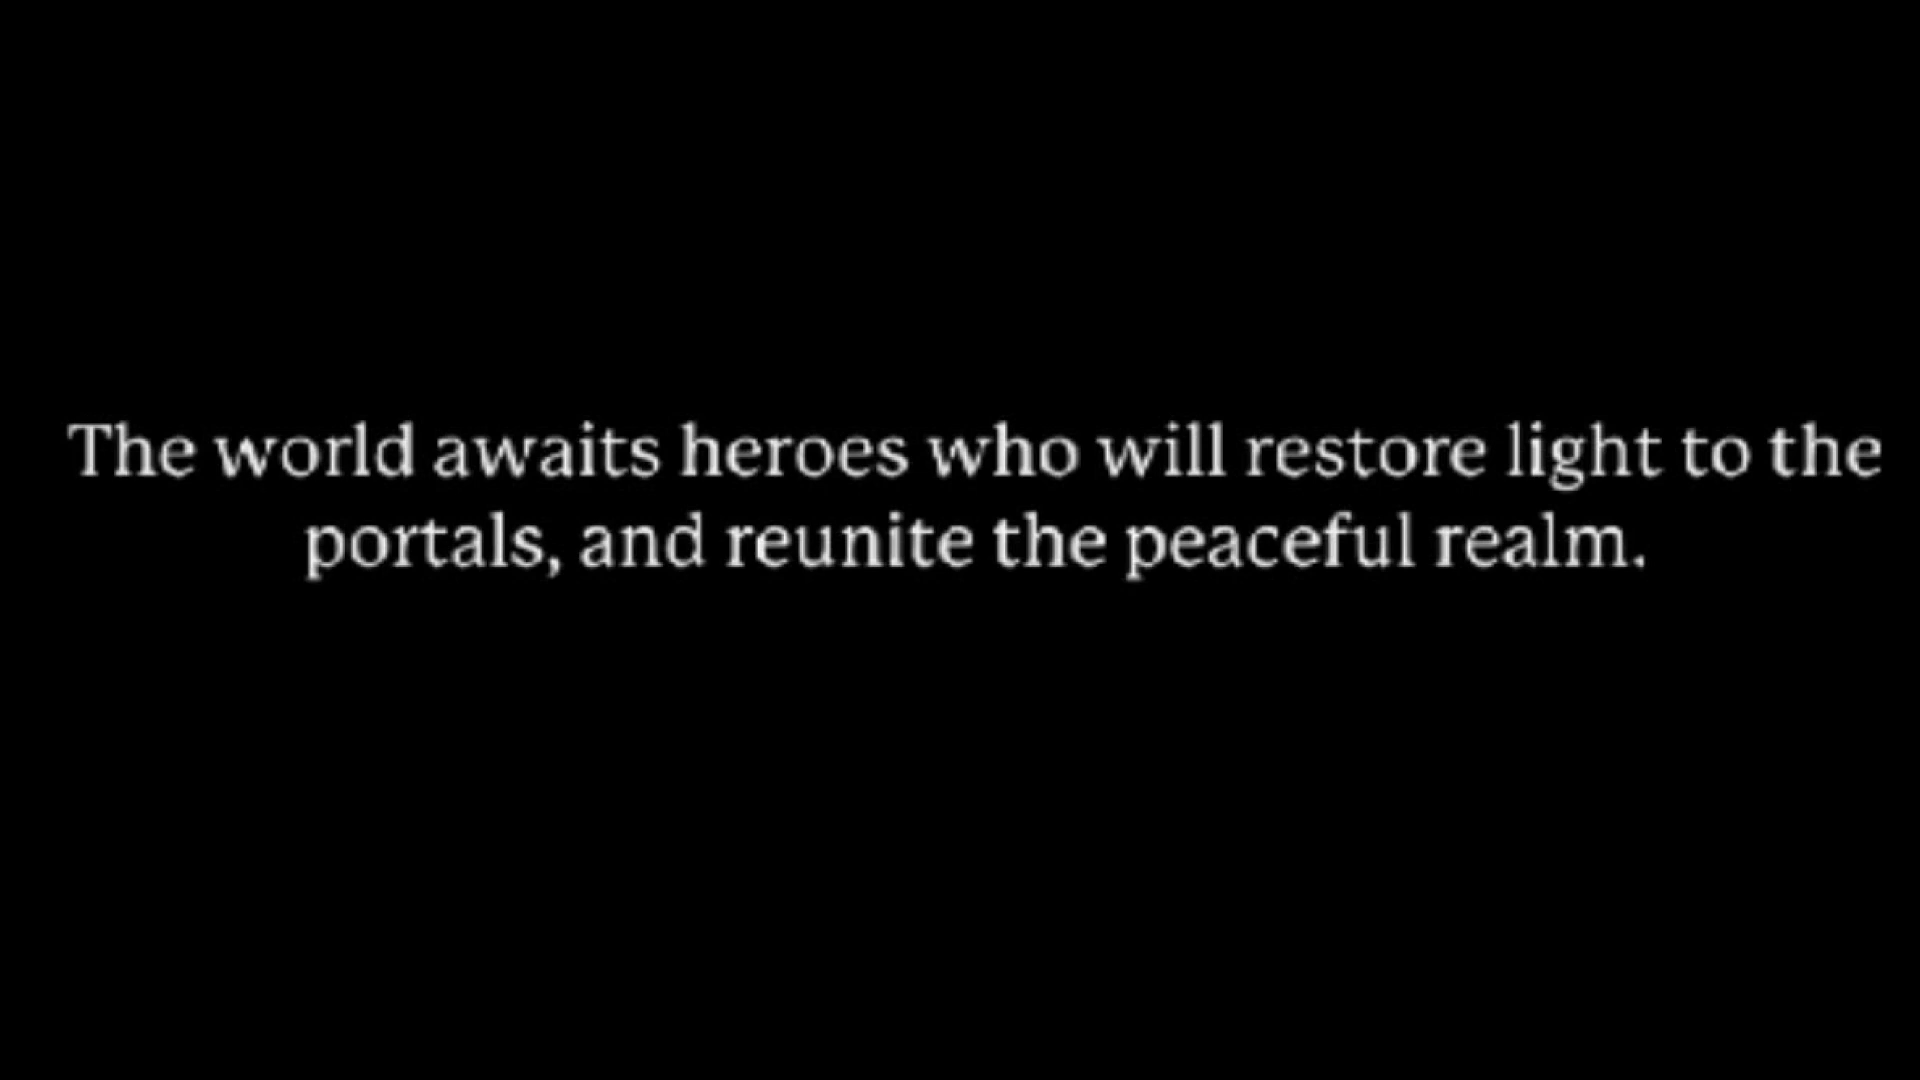 The world awaits heroes who will restore light to the
portals, and reunite the peaceful realm.